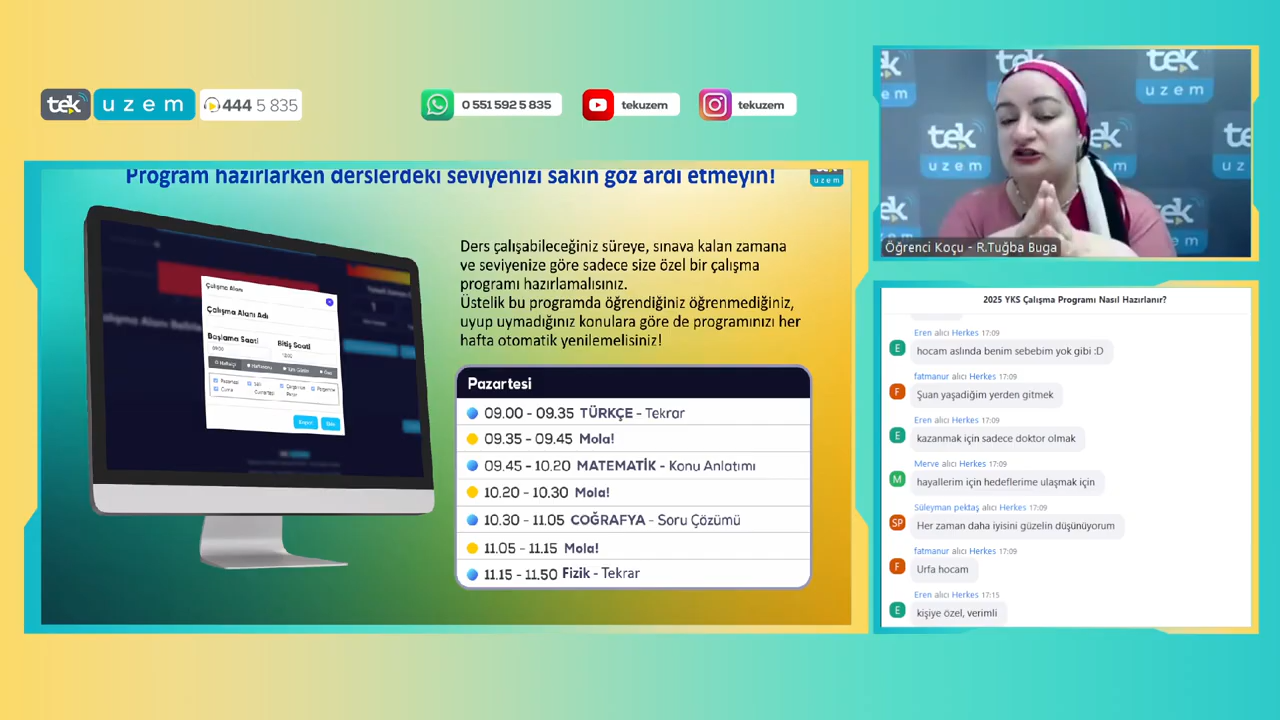 tek uzem 444 5 835
0 551 592 5 835
tekuzem
tekuzem
Program hazırlarken derslerdeki seviyenizi sakın göz ardı etmeyin!
uzem
Ders çalışabileceğiniz süreye, sınava kalan zamana
ve seviyenize göre sadece size özel bir çalışma
programı hazırlamalısınız.
Üstelik bu programda öğrendiğiniz öğrenmediğiniz,
uyup uymadığınız konulara göre de programınızı her
hafta otomatik yenilemelisiniz!
Çalışma Alanı
Çalışma Alanı Adı
Başlama Saati
Bitiş Saati
Pazartesi
09.00 - 09.35 TÜRKÇE - Tekrar
09.35 - 09.45 Mola!
09.45 - 10.20 MATEMATİK - Konu Anlatımı
10.20 - 10.30 Mola!
10.30 - 11.05 COĞRAFYA - Soru Çözümü
11.05 - 11.15 Mola!
11.15 - 11.50 Fizik - Tekrar
tek uzem
tek uzem
Öğrenci Koçu - R.Tuğba Buga
2025 YKS Çalışma Programı Nasıl Hazırlanır?
Eren alıcı Herkes 17:09
E
hocam aslında benim sebebim yok gibi :D
fatmanur alıcı Herkes 17:09
F
Şuan yaşadiğim yerden gitmek
Eren alıcı Herkes 17:09
E
kazanmak için sadece doktor olmak
Merve alıcı Herkes 17:09
M
hayallerim için hedeflerime ulaşmak için
Süleyman pektaş alıcı Herkes 17:09
SP
Her zaman daha iyisini güzelin düşünüyorum
fatmanur alıcı Herkes 17:09
F
Urfa hocam
Eren alıcı Herkes 17:15
E
kişiye özel, verimli